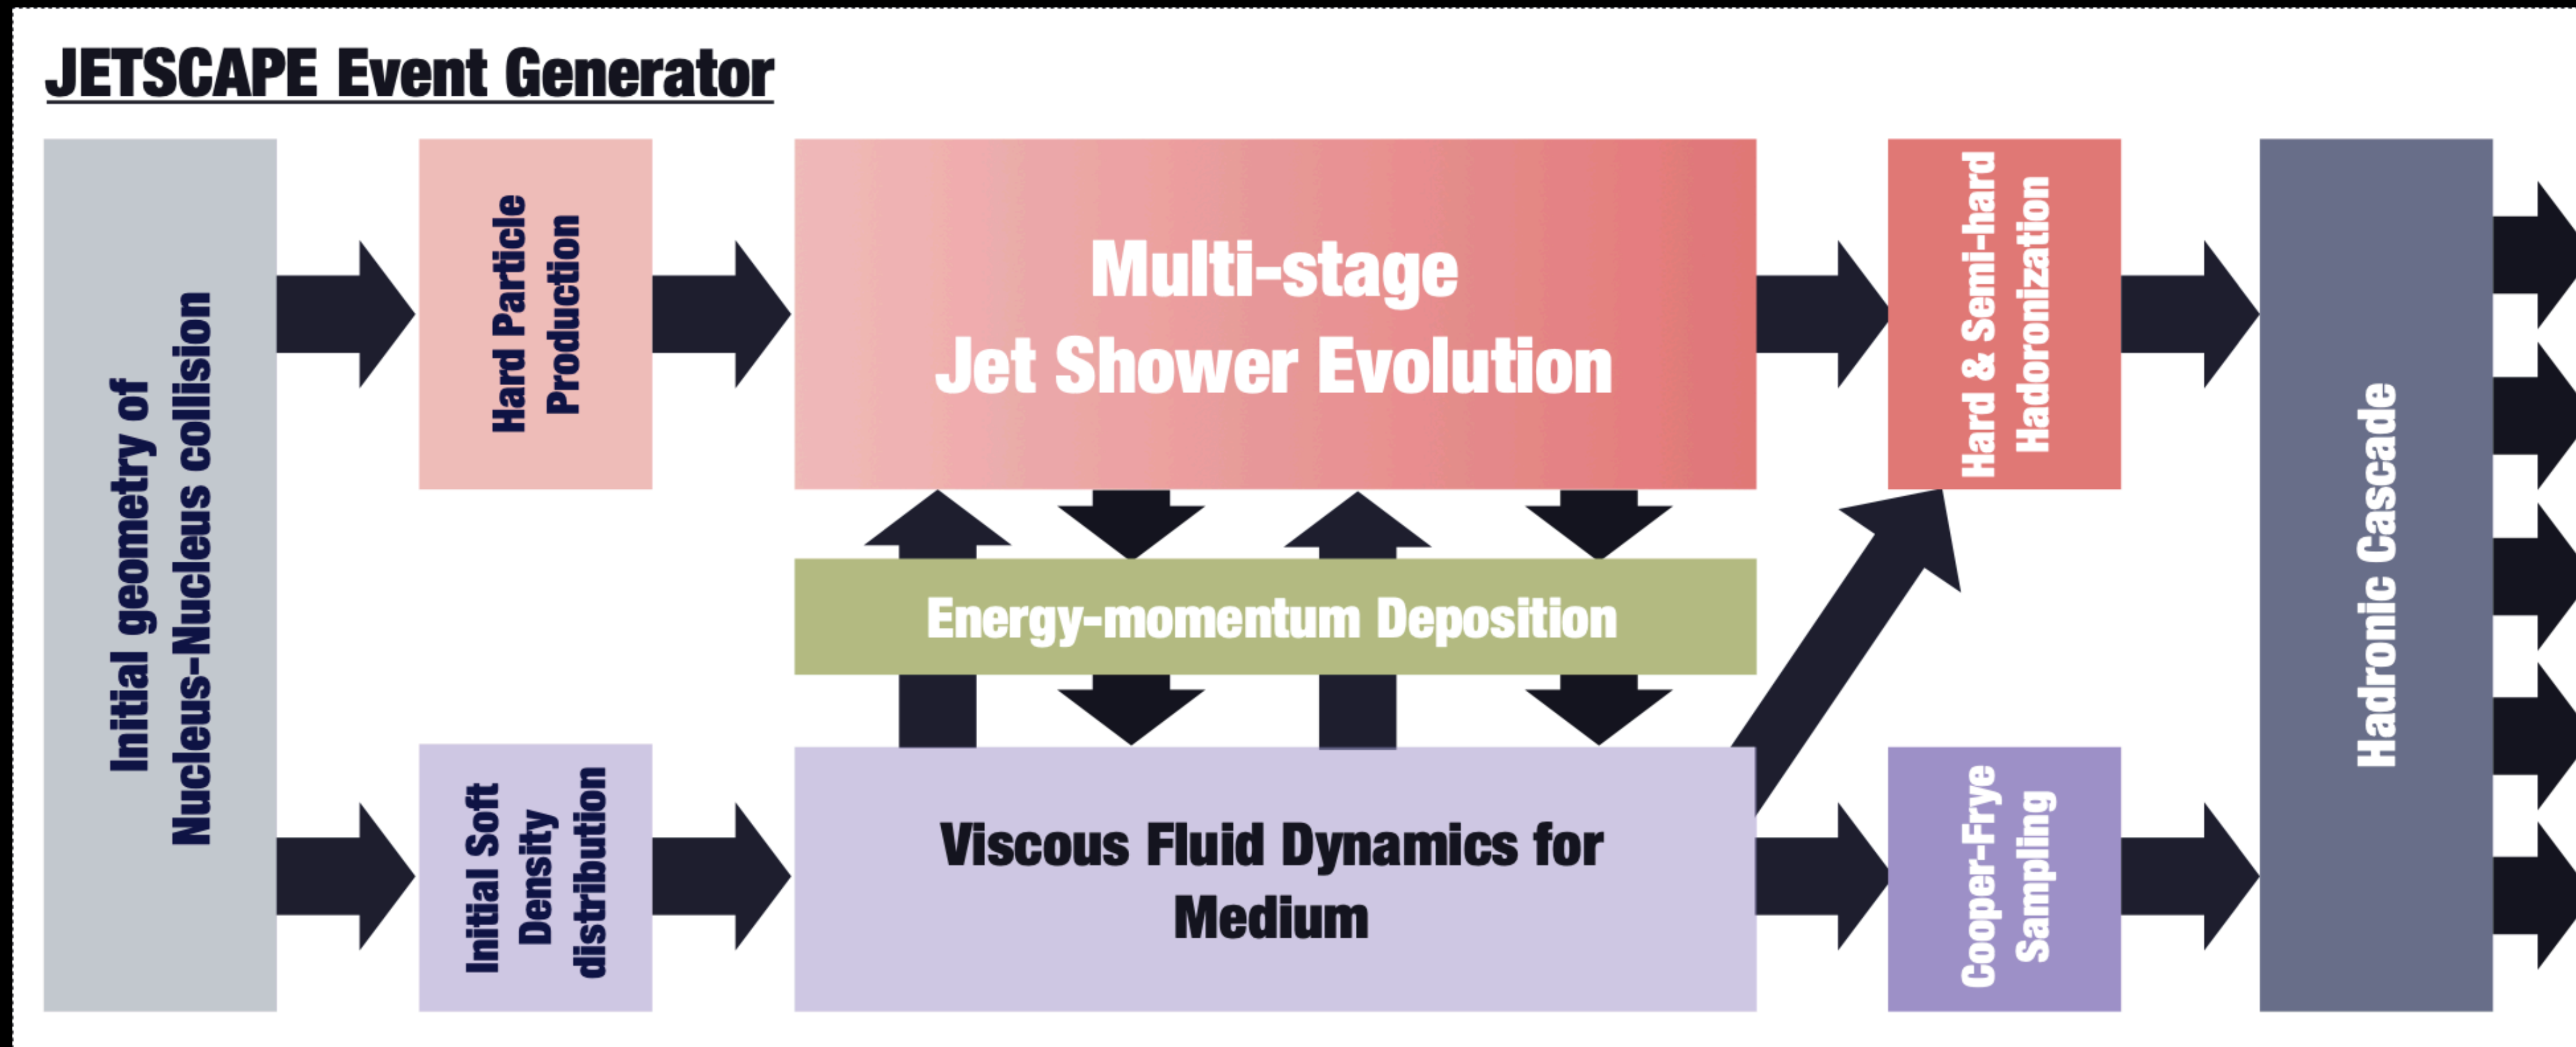 JETSCAPE Event Generator
Initial geometry of
Nucleus-Nucleus collision
Hard Particle
Production
Initial Soft
Density
distribution
Multi-stage
Jet Shower Evolution
Energy-momentum Deposition
Viscous Fluid Dynamics for
Medium
Hard & Semi-hard
Hadoronization
Cooper-Frye
Sampling
Hadronic Cascade